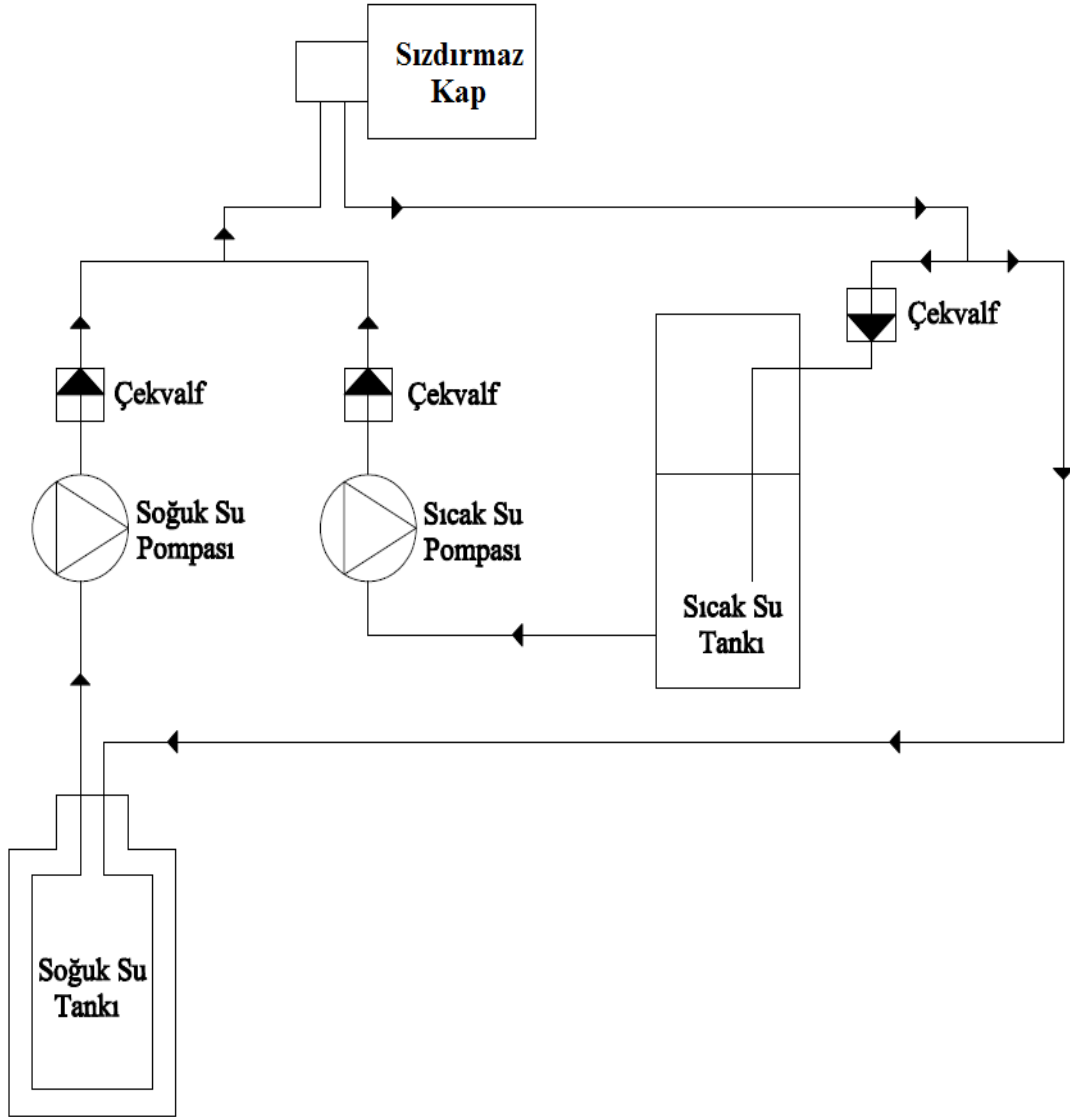 Sızdırmaz
Kap
Çekvalf
Çekvalf
Çekvalf
Soğuk Su
Pompası
Sıcak Su
Pompası
Sıcak Su
Tankı
Soğuk Su
Tankı